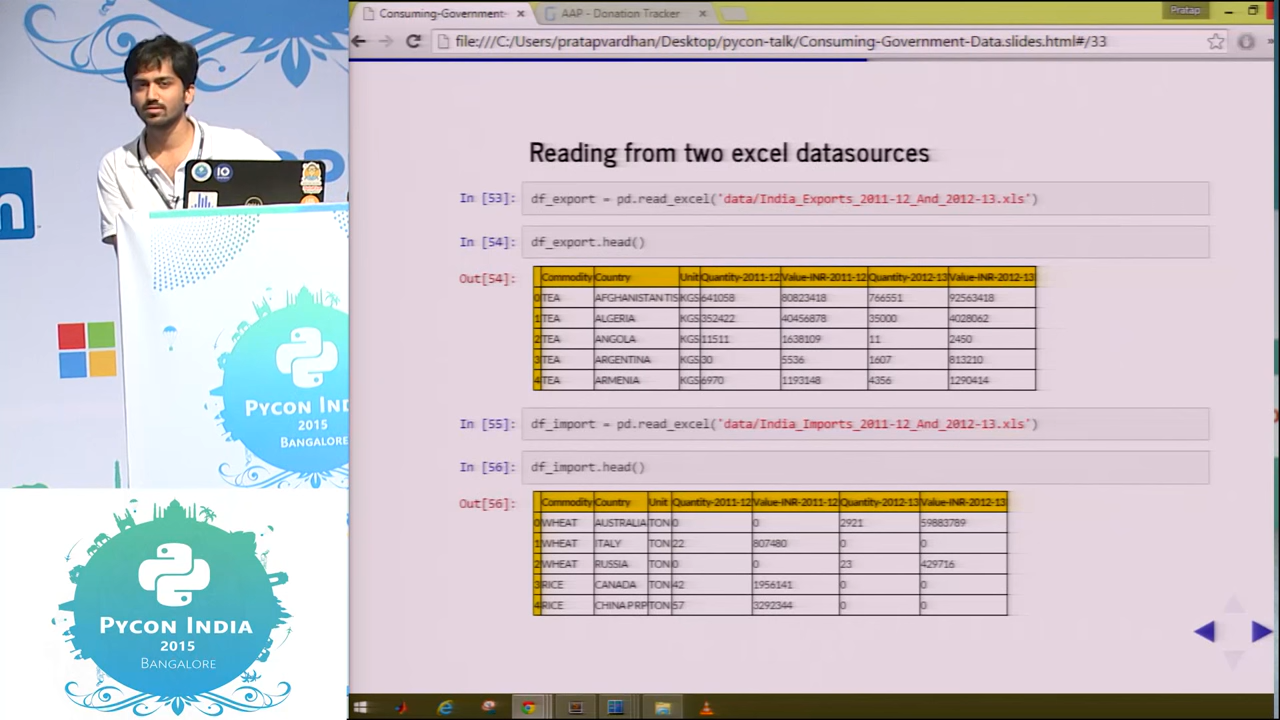 Consuming-Government-
AAP - Donation Tracker
Pratap
file:///C:/Users/pratapvardhan/Desktop/pycon-talk/Consuming-Government-Data.slides.html#/33
Reading from two excel datasources
In [53]: df_export = pd.read_excel('data/India_Exports_2011-12_And_2012-13.xls')
In [54]: df_export.head()
Out[54]:
Commodity Country Unit Quantity-2011-12 Value-INR-2011-12 Quantity-2012-13 Value-INR-2012-13
0 TEA AFGHANISTAN TIS KGS 641058 80823418 766551 92563418
1 TEA ALGERIA KGS 352422 40456878 35000 4028062
2 TEA ANGOLA KGS 11511 1638109 11 2450
3 TEA ARGENTINA KGS 30 5536 1607 813210
4 TEA ARMENIA KGS 6970 1193148 4356 1290414
In [55]: df_import = pd.read_excel('data/India_Imports_2011-12_And_2012-13.xls')
In [56]: df_import.head()
Out[56]:
Commodity Country Unit Quantity-2011-12 Value-INR-2011-12 Quantity-2012-13 Value-INR-2012-13
0 WHEAT AUSTRALIA TON 0 0 2921 59883789
1 WHEAT ITALY TON 22 807480 0 0
2 WHEAT RUSSIA TON 0 0 23 429716
3 RICE CANADA TON 42 1956141 0 0
4 RICE CHINA P RP TON 57 3292344 0 0
n
IO
PYCON IND
2015
BANGALORE
PYCON INDIA
2015
BANGALORE